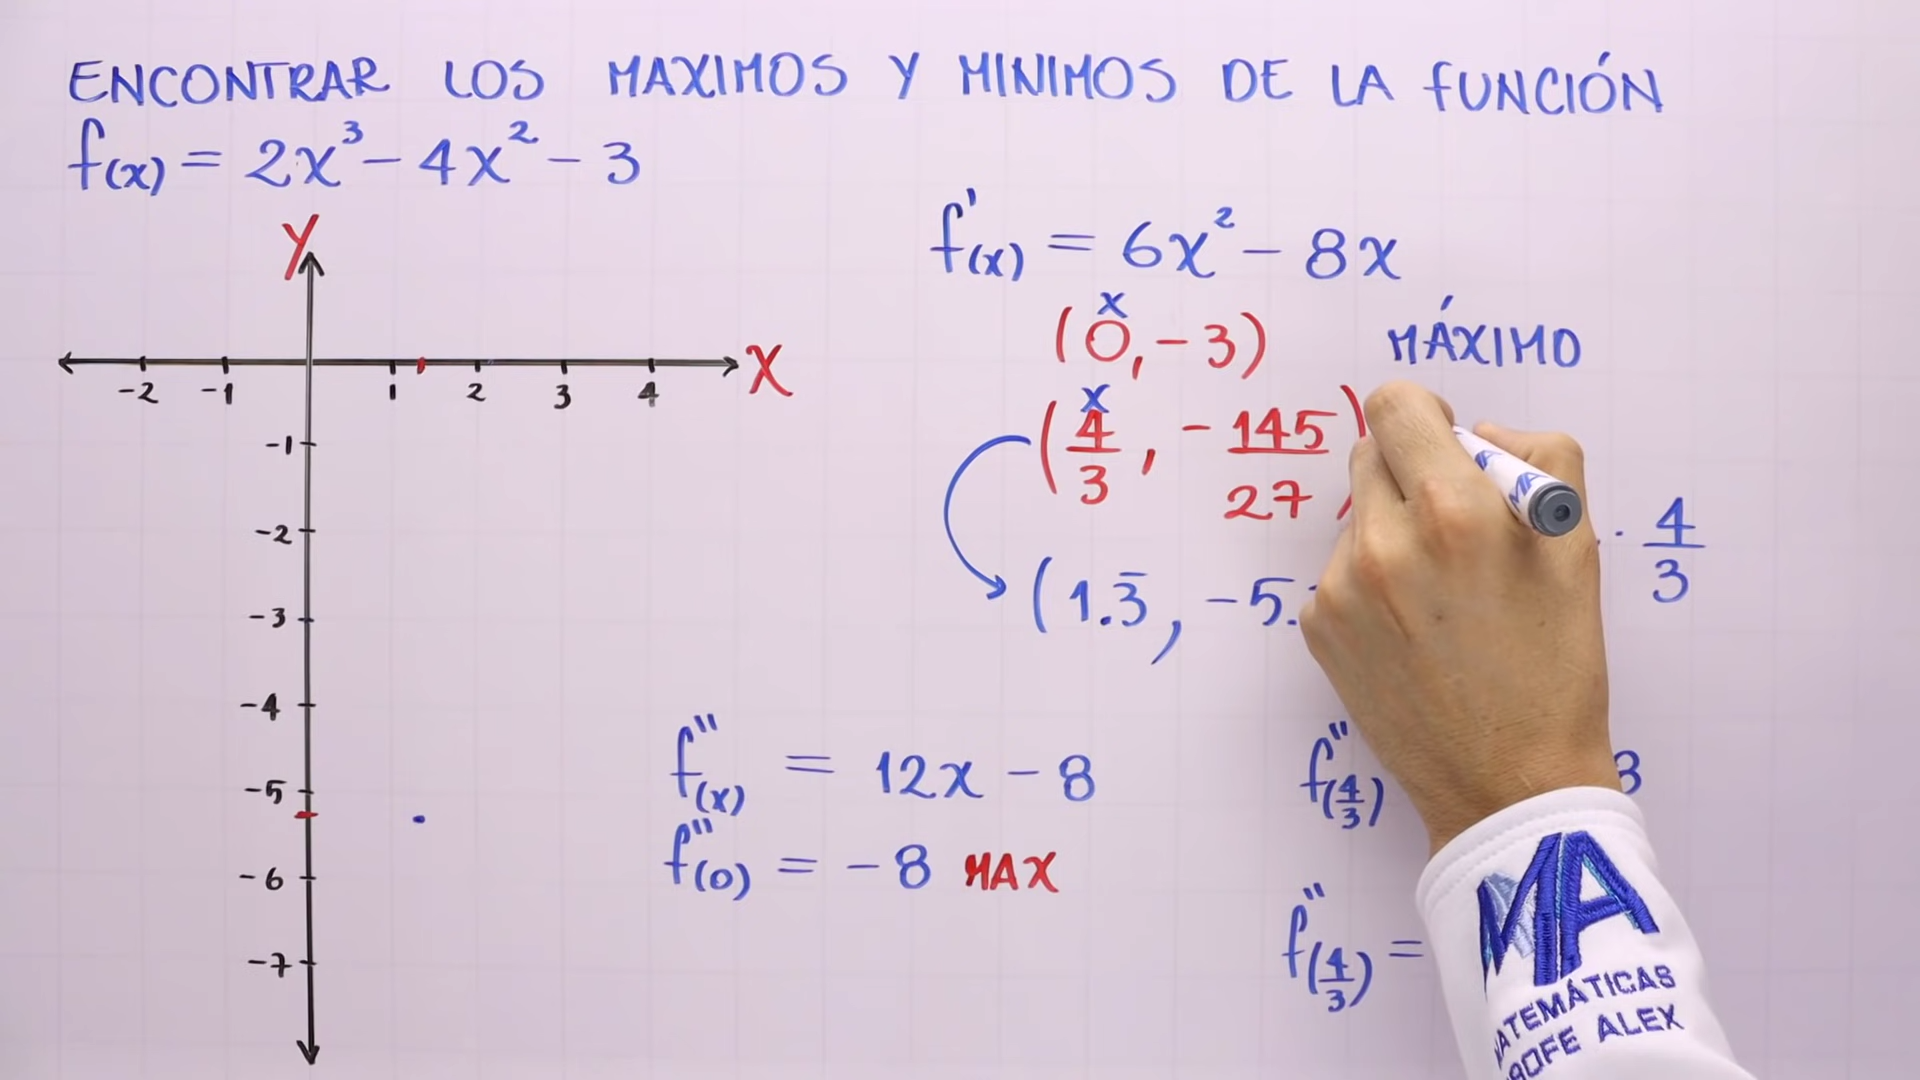 ENCONTRAR LOS MAXIMOS Y MINIMOS DE LA fUNCIÓN
f(x) = 2x³ - 4x² - 3
f'(x) = 6x² - 8x
Y
x
(0, -3) MÁXIMO
x
(4/3, -145/27)
X
-2 -1 1 2 3 4
-1
-2
-3
-4
-5
-6
-7
4/3
(1.3̅, -5.
f''(x) = 12x - 8
f''(4/3)
f''(0) = -8 MAX
f''(4/3) =
MA
MATEMÁTICAS
PROFE ALEX